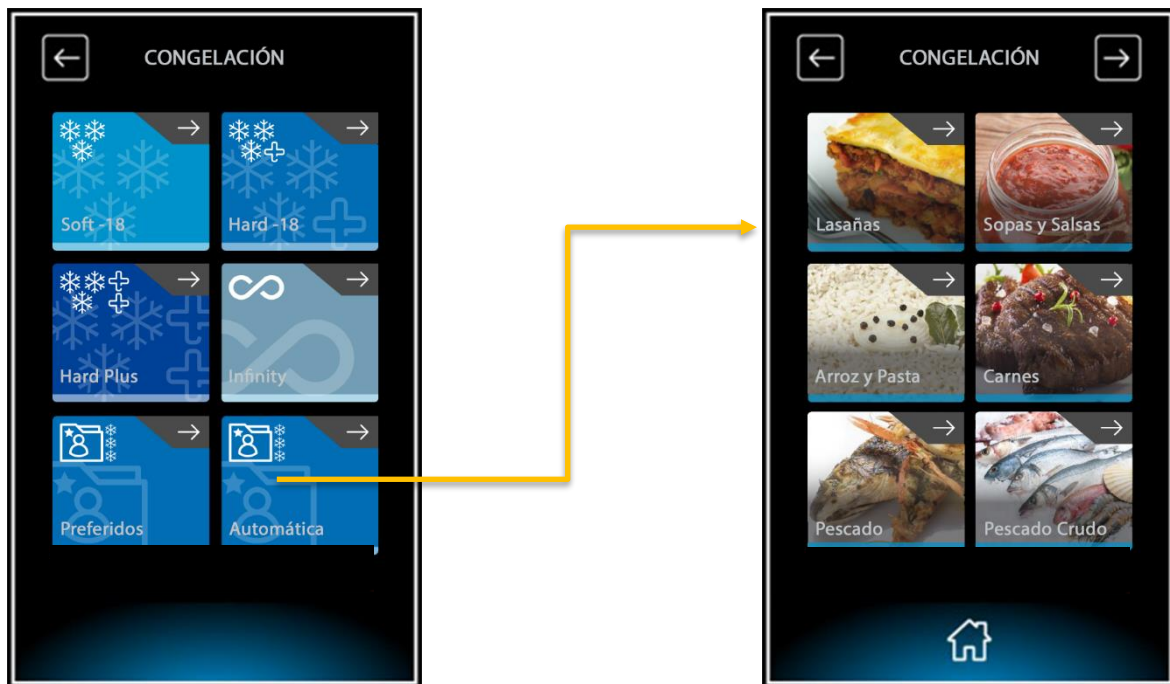 CONGELACIÓN
Soft -18
Hard -18
Hard Plus
Infinity
Preferidos
Automática
CONGELACIÓN
Lasañas
Sopas y Salsas
Arroz y Pasta
Carnes
Pescado
Pescado Crudo